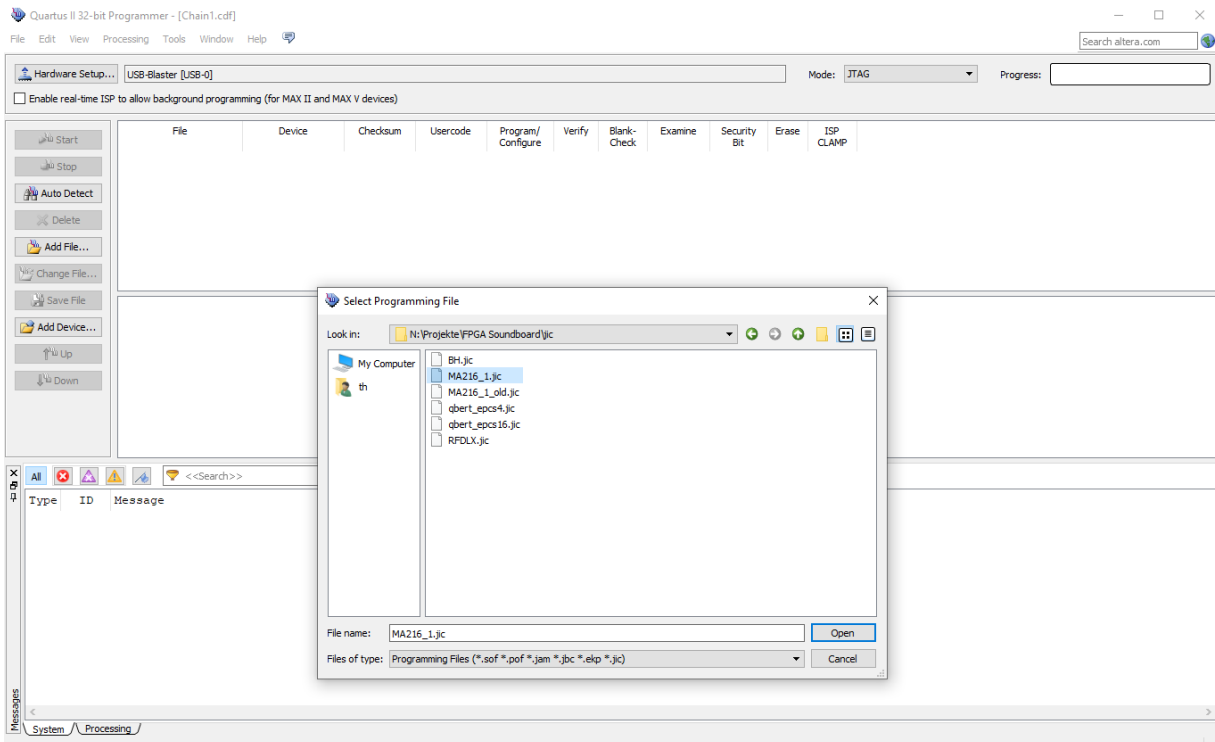 Quartus II 32-bit Programmer - [Chain1.cdf]
File Edit View Processing Tools Window Help
Search altera.com
Hardware Setup... USB-Blaster [USB-0] Mode: JTAG Progress:
Enable real-time ISP to allow background programming (for MAX II and MAX V devices)
File Device Checksum Usercode Program/ Verify Blank- Examine Security Erase ISP
Configure Check Bit CLAMP
Start
Stop
Auto Detect
Delete
Add File...
Change File...
Save File
Add Device...
Up
Down
Select Programming File
Look in: N:\Projekte\FPGA Soundboard\jic
My Computer
th
BH.jic
MA216_1.jic
MA216_1_old.jic
qbert_epcs4.jic
qbert_epcs16.jic
RFDLX.jic
File name: MA216_1.jic Open
Files of type: Programming Files (*.sof *.pof *.jam *.jbc *.ekp *.jic) Cancel
All <<Search>>
Type ID Message
Messages
System Processing